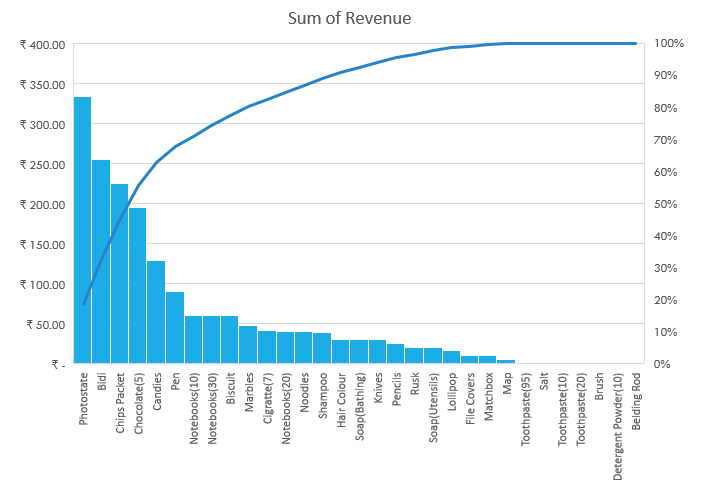 Sum of Revenue
₹ 400.00
₹ 350.00
₹ 300.00
₹ 250.00
₹ 200.00
₹ 150.00
₹ 100.00
₹ 50.00
₹ -
100%
90%
80%
70%
60%
50%
40%
30%
20%
10%
0%
Photostate
Bidi
Chips Packet
Chocolate(5)
Candles
Pen
Notebooks(10)
Notebooks(30)
Biscuit
Marbles
Cigratte(7)
Notebooks(20)
Noodles
Shampoo
Hair Colour
Soap(Bathing)
Knives
Pencils
Rusk
Soap(Utensils)
Lollipop
File Covers
Matchbox
Map
Toothpaste(95)
Salt
Toothpaste(10)
Toothpaste(20)
Brush
Detergent Powder(10)
Belding Rod